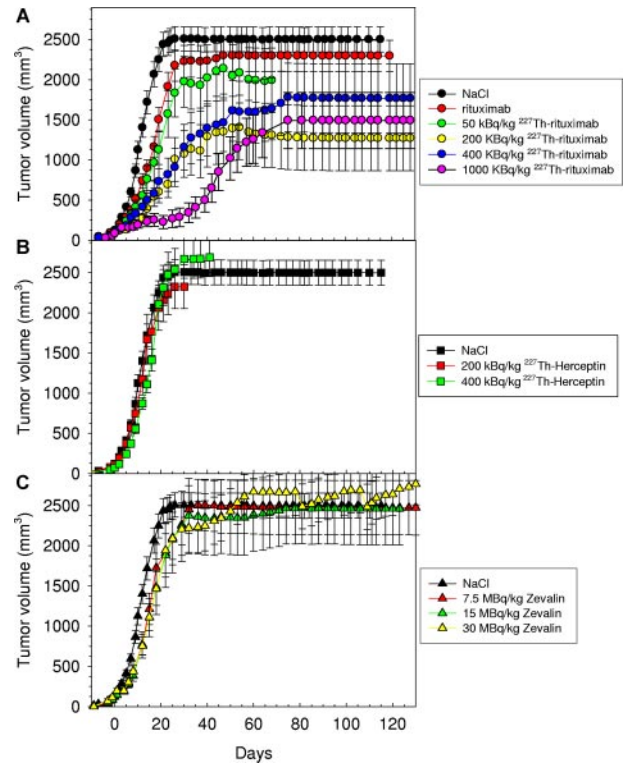 A
2500
2000
1500
1000
500
0
Tumor volume (mm³)
NaCl
rituximab
50 kBq/kg ²²⁷Th-rituximab
200 KBq/kg ²²⁷Th-rituximab
400 KBq/kg ²²⁷Th-rituximab
1000 KBq/kg ²²⁷Th-rituximab
B
2500
2000
1500
1000
500
0
Tumor volume (mm³)
NaCl
200 kBq/kg ²²⁷Th-Herceptin
400 kBq/kg ²²⁷Th-Herceptin
C
2500
2000
1500
1000
500
0
Tumor volume (mm³)
NaCl
7.5 MBq/kg Zevalin
15 MBq/kg Zevalin
30 MBq/kg Zevalin
0 20 40 60 80 100 120
Days